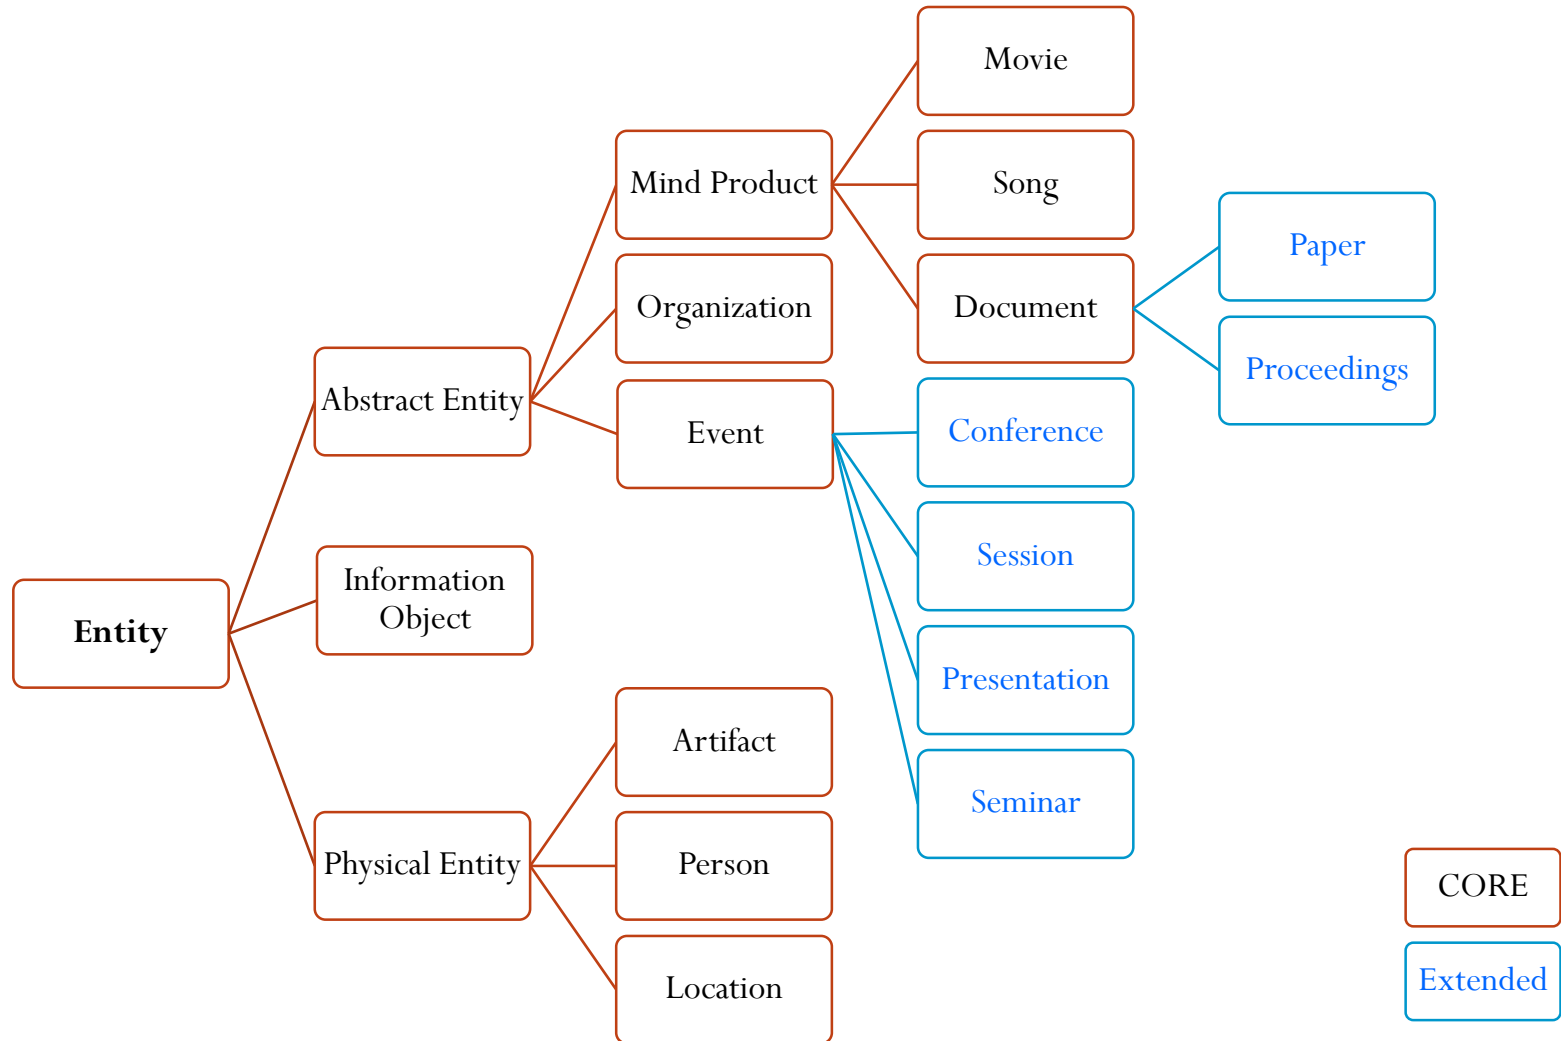 Movie
Mind Product
Song
Paper
Organization
Document
Proceedings
Abstract Entity
Event
Conference
Session
Information
Object
Entity
Presentation
Artifact
Seminar
Physical Entity
Person
CORE
Location
Extended